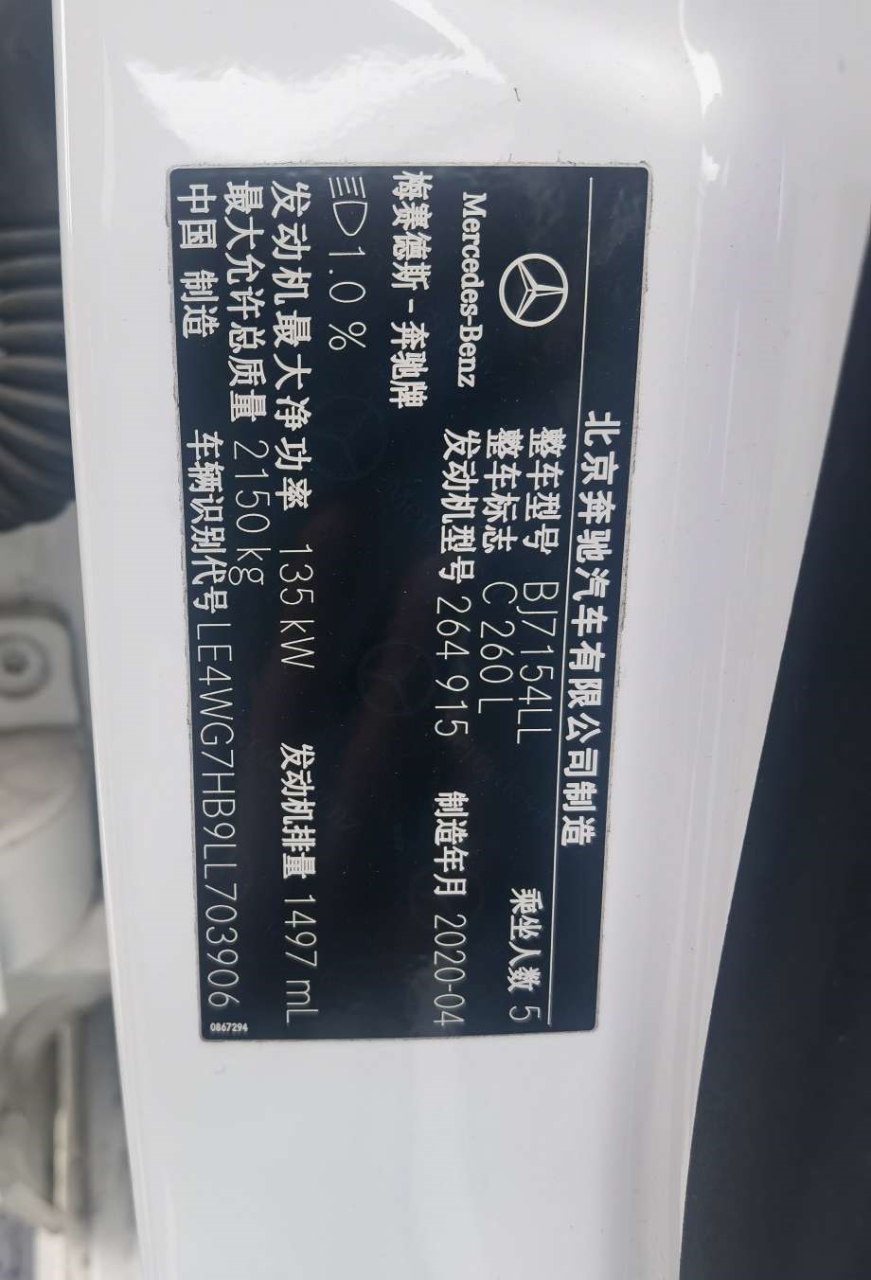 北京奔驰汽车有限公司制造
Mercedes-Benz
整车型号 BJ7154LL 乘坐人数 5
整车标志 C 260 L
发动机型号 264 915 制造年月 2020-04
梅赛德斯-奔驰牌
1.0 %
发动机最大净功率 135 kW 发动机排量 1497 mL
最大允许总质量 2150 kg
中国 制造 车辆识别代号 LE4WG7HB9LL703906
0867294